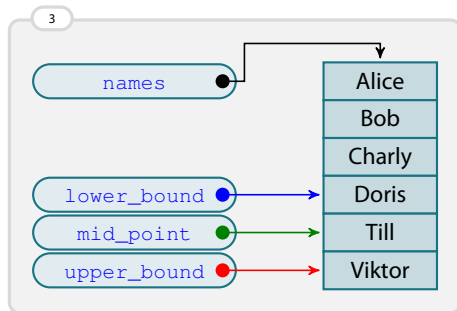 3
names
Alice
Bob
Charly
lower_bound
Doris
mid_point
Till
upper_bound
Viktor